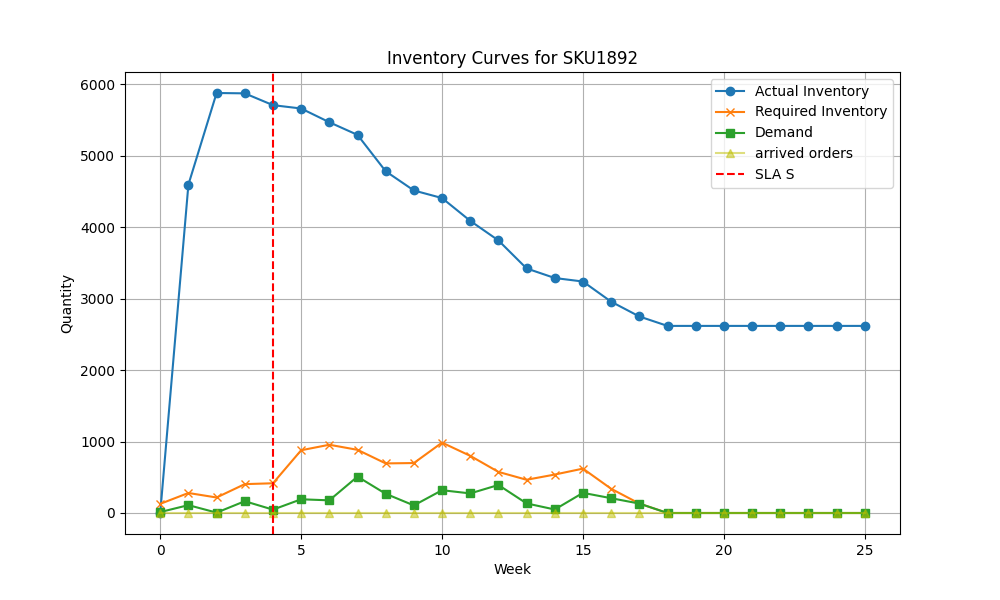 Inventory Curves for SKU1892
Actual Inventory
Required Inventory
Demand
arrived orders
SLA S
Quantity
6000
5000
4000
3000
2000
1000
0
0 5 10 15 20 25
Week